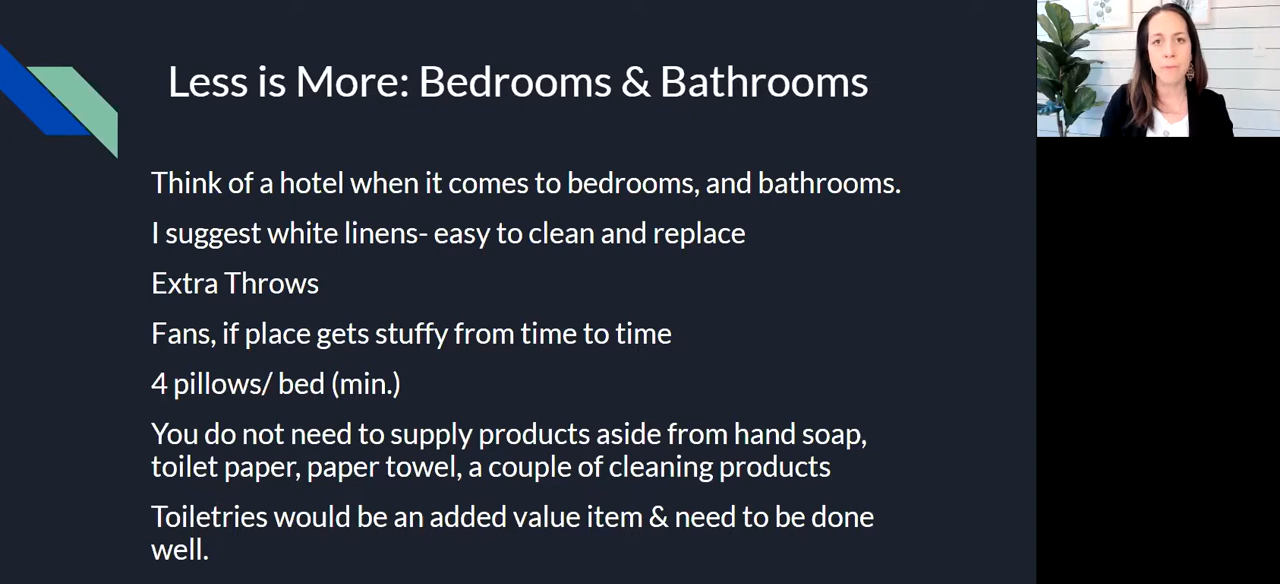 Less is More: Bedrooms & Bathrooms
Think of a hotel when it comes to bedrooms, and bathrooms.
I suggest white linens- easy to clean and replace
Extra Throws
Fans, if place gets stuffy from time to time
4 pillows/ bed (min.)
You do not need to supply products aside from hand soap,
toilet paper, paper towel, a couple of cleaning products
Toiletries would be an added value item & need to be done
well.